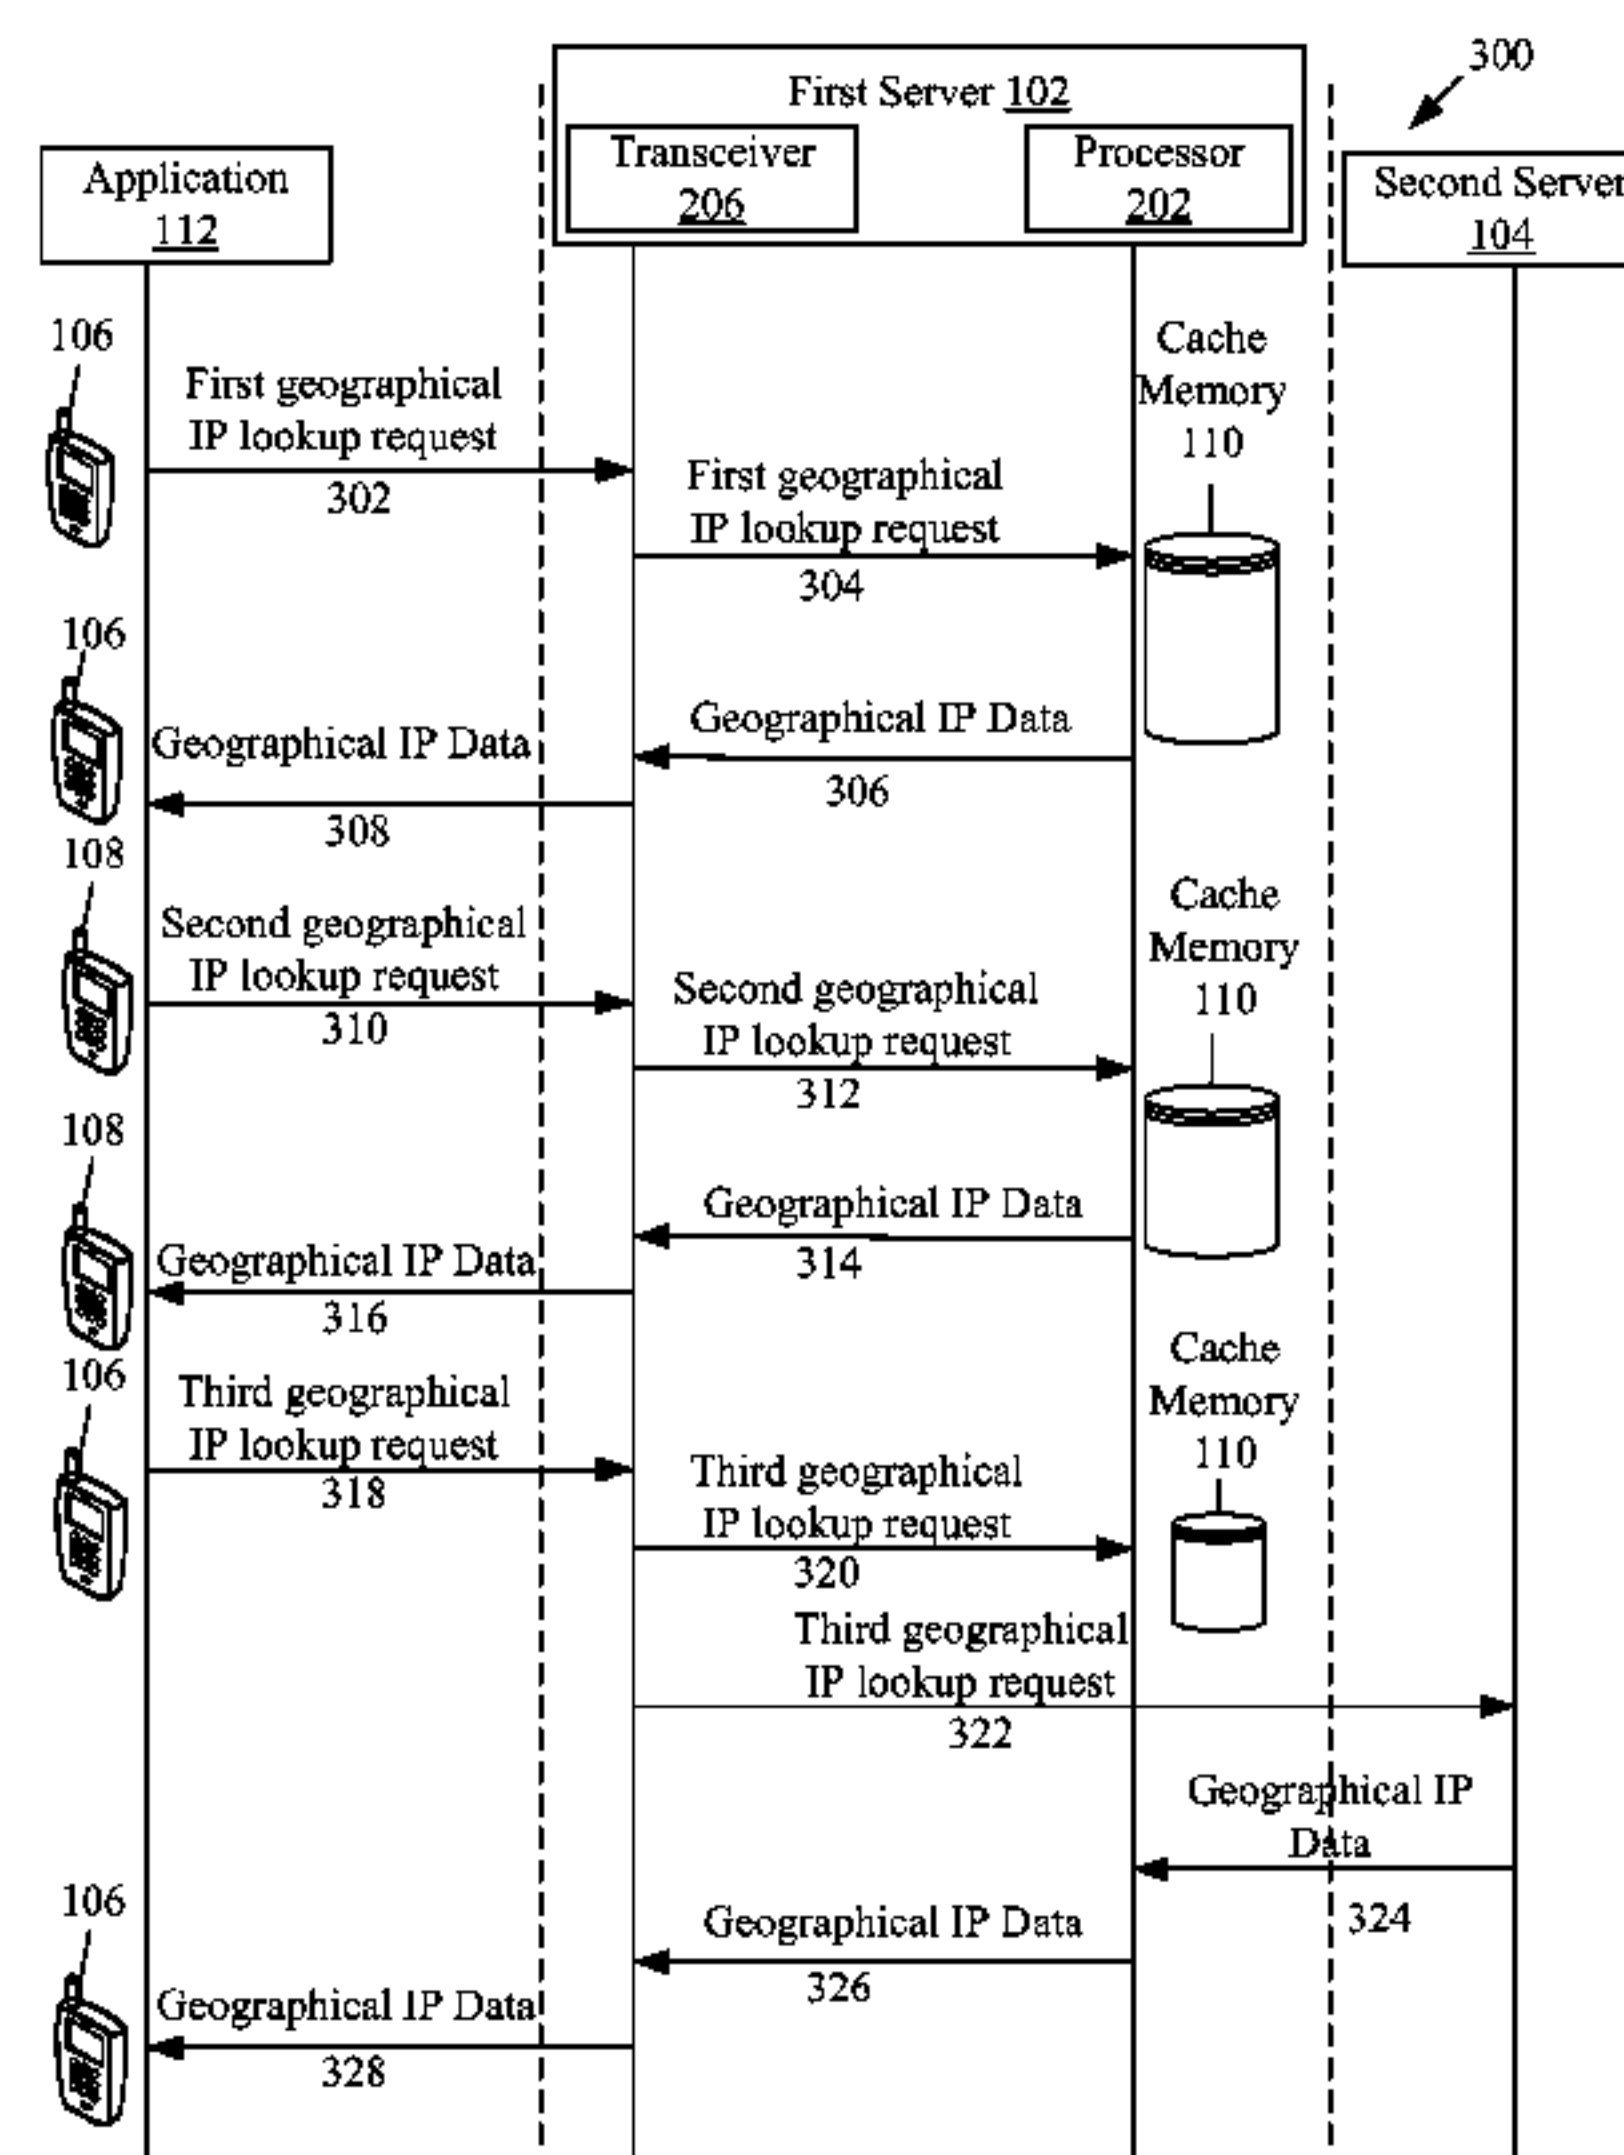 300
First Server 102
Transceiver
206
Processor
202
Application
112
Second Server
104
106
First geographical
IP lookup request
302
First geographical
IP lookup request
304
Cache
Memory
110
106
Geographical IP Data
306
Geographical IP Data
308
108
Second geographical
IP lookup request
310
Second geographical
IP lookup request
312
Cache
Memory
110
108
Geographical IP Data
314
Geographical IP Data
316
106
Third geographical
IP lookup request
318
Third geographical
IP lookup request
320
Cache
Memory
110
Third geographical
IP lookup request
322
Geographical IP
Data
324
Geographical IP Data
326
106
Geographical IP Data
328